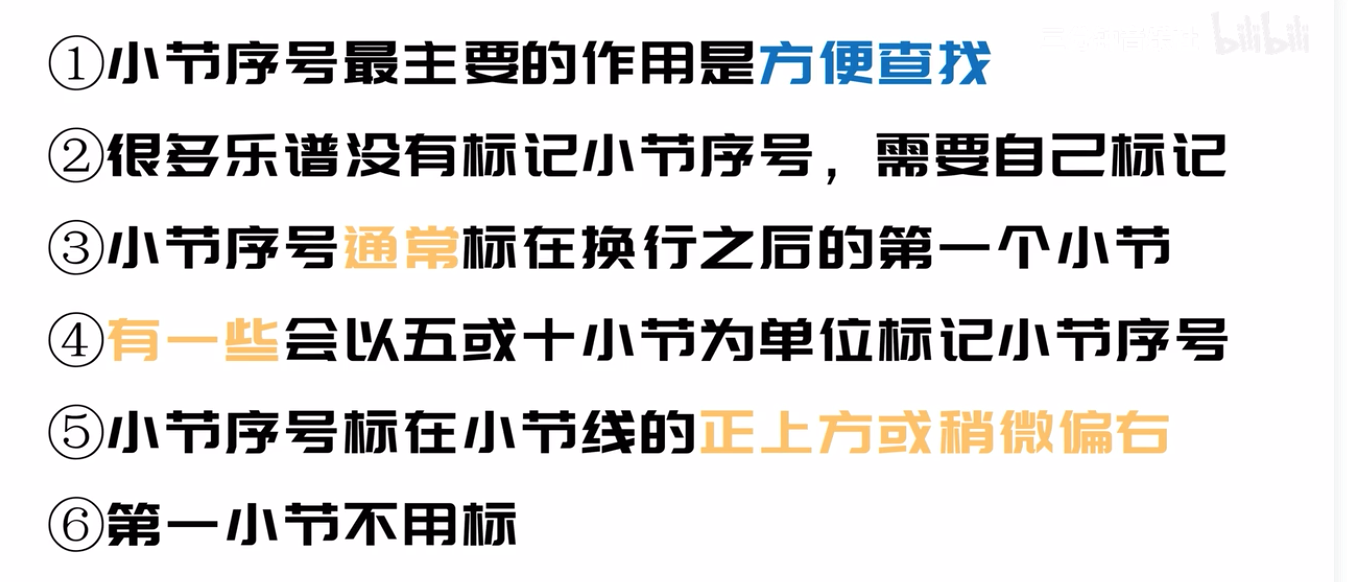 bilibili
①小节序号最主要的作用是方便查找
②很多乐谱没有标记小节序号，需要自己标记
③小节序号通常标在换行之后的第一个小节
④有一些会以五或十小节为单位标记小节序号
⑤小节序号标在小节线的正上方或稍微偏右
⑥第一小节不用标